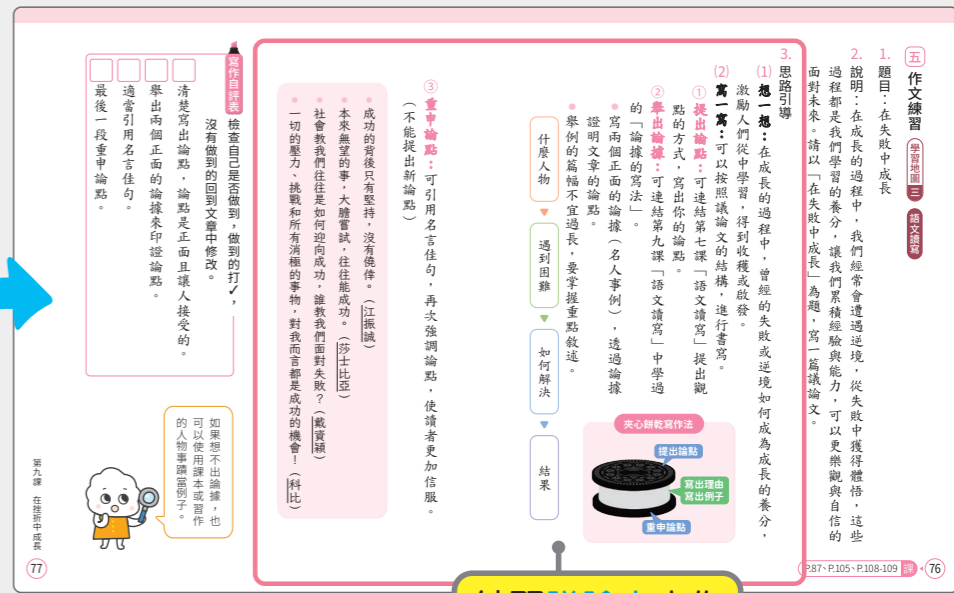 五 作文練習 學習地圖 三 語文讀寫
1. 題目：在失敗中成長
2. 說明：在成長的過程中，我們經常會遭遇逆境，從失敗中獲得體悟，這些
過程都是我們學習的養分，讓我們累積經驗與能力，可以更樂觀與自信的
面對未來。請以「在失敗中成長」為題，寫一篇議論文。
3. 思路引導
(1) 想一想：在成長的過程中，曾經的失敗或逆境如何成為成長的養分，
激勵人們從中學習，得到收穫或啟發。
(2) 寫一寫：可以按照議論文的結構，進行書寫。
① 提出論點：可連結第七課「語文讀寫」提出觀
點的方式，寫出你的論點。
② 舉出論據：可連結第九課「語文讀寫」中學過
的「論據的寫法」。
寫兩個正面的論據（名人事例），透過論據
證明文章的論點。
舉例的篇幅不宜過長，要掌握重點敘述。
什麼人物
遇到困難
如何解決
結果
夾心餅乾寫作法
提出論點
寫出理由
寫出例子
重申論點
③ 重申論點：可引用名言佳句，再次強調論點，使讀者更加信服。
（不能提出新論點）
成功的背後只有堅持，沒有僥倖。（江振誠）
本來無望的事，大膽嘗試，往往能成功。（莎士比亞）
社會教我們往往是如何迎向成功，誰教我們面對失敗？（戴資穎）
一切的壓力、挑戰和所有消極的事物，對我而言都是成功的機會！（科比）
寫作自評表 檢查自己是否做到，做到的打✓，
沒有做到的回到文章中修改。
清楚寫出論點，論點是正面且讓人接受的。
舉出兩個正面的論據來印證論點。
適當引用名言佳句。
最後一段重申論點。
如果想不出論據，也
可以使用課本或習作
的人物事蹟當例子。
第九課 在挫折中成長
77
P.87、P.105、P.108-109 課 76